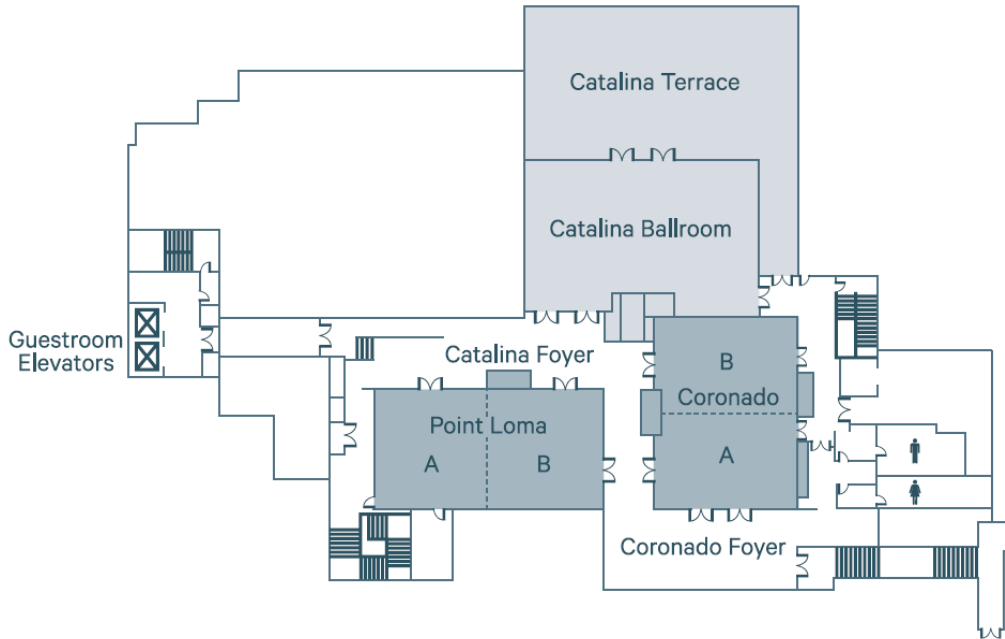 Catalina Terrace
Catalina Ballroom
Guestroom
Elevators
Catalina Foyer
B
Coronado
A
Point Loma
A
B
Coronado Foyer